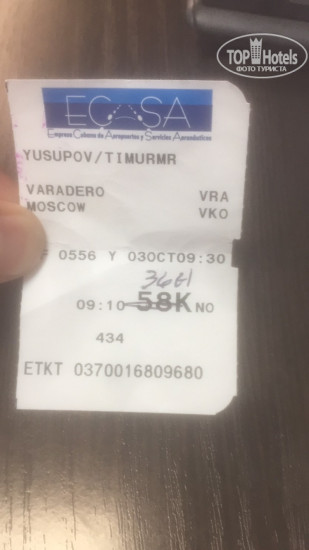 TOP Hotels
ФОТО ТУРИСТА
ECASA
Empresa Cubana de Aeropuertos y Servicios Aeronáuticos
YUSUPOV/TIMURMR
VARADERO VRA
MOSCOW VKO
F 0556 Y 03OCT09:30
09:10 58K NO
434
ETKT 0370016809680